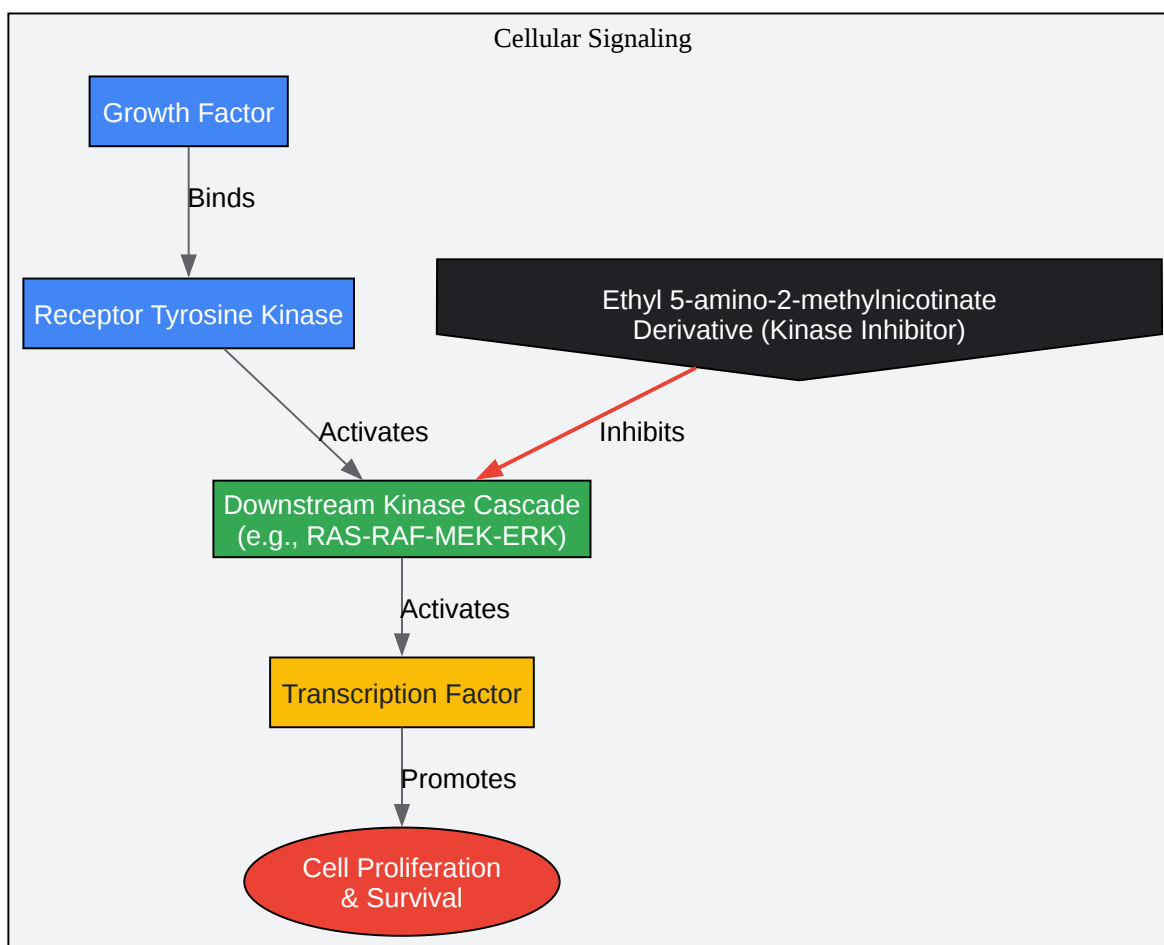 Cellular Signaling
Growth Factor
Binds
Receptor Tyrosine Kinase
Ethyl 5-amino-2-methylnicotinate
Derivative (Kinase Inhibitor)
Activates
Inhibits
Downstream Kinase Cascade
(e.g., RAS-RAF-MEK-ERK)
Activates
Transcription Factor
Promotes
Cell Proliferation
& Survival